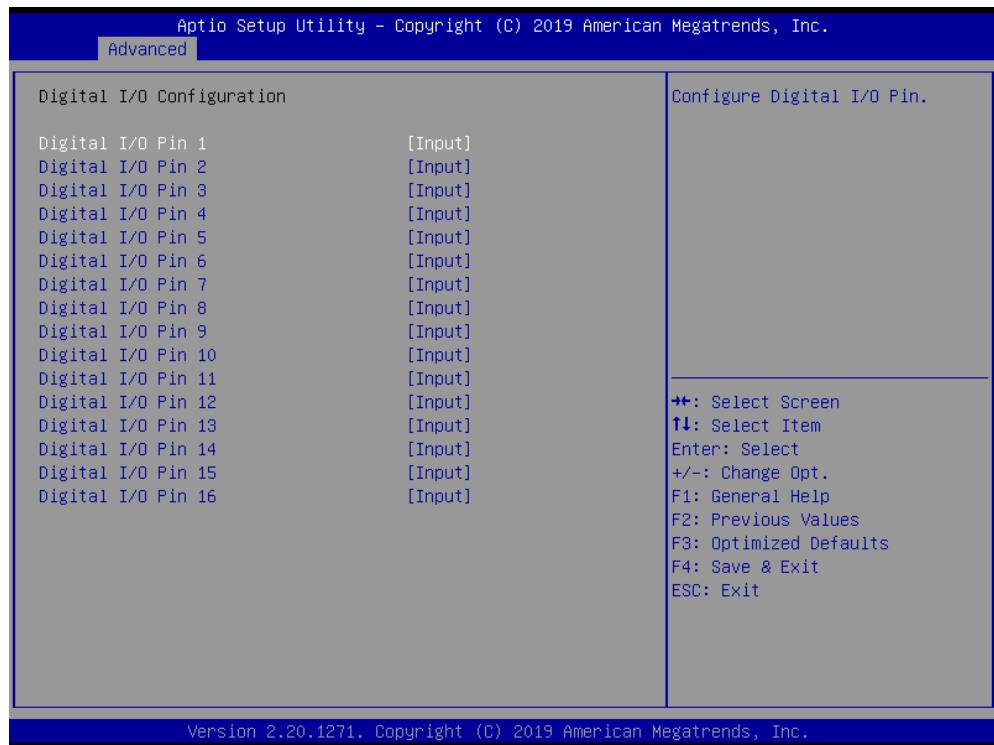 Aptio Setup Utility – Copyright (C) 2019 American Megatrends, Inc.
Advanced
Digital I/O Configuration
Digital I/O Pin 1 [Input]
Digital I/O Pin 2 [Input]
Digital I/O Pin 3 [Input]
Digital I/O Pin 4 [Input]
Digital I/O Pin 5 [Input]
Digital I/O Pin 6 [Input]
Digital I/O Pin 7 [Input]
Digital I/O Pin 8 [Input]
Digital I/O Pin 9 [Input]
Digital I/O Pin 10 [Input]
Digital I/O Pin 11 [Input]
Digital I/O Pin 12 [Input]
Digital I/O Pin 13 [Input]
Digital I/O Pin 14 [Input]
Digital I/O Pin 15 [Input]
Digital I/O Pin 16 [Input]
Configure Digital I/O Pin.
→←: Select Screen
↑↓: Select Item
Enter: Select
+/-: Change Opt.
F1: General Help
F2: Previous Values
F3: Optimized Defaults
F4: Save & Exit
ESC: Exit
Version 2.20.1271. Copyright (C) 2019 American Megatrends, Inc.